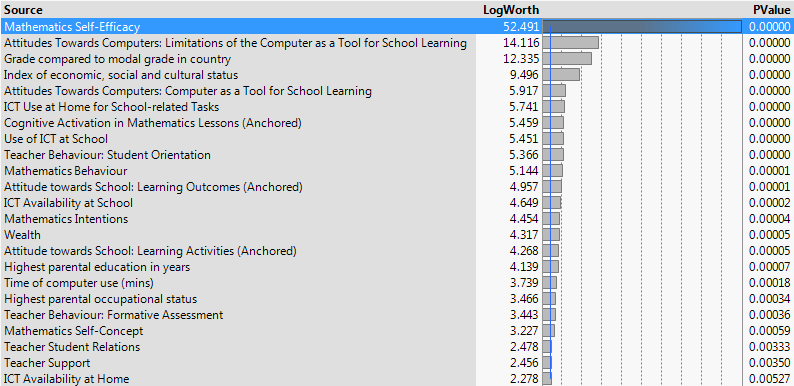 Source LogWorth PValue
Mathematics Self-Efficacy 52.491 0.00000
Attitudes Towards Computers: Limitations of the Computer as a Tool for School Learning 14.116 0.00000
Grade compared to modal grade in country 12.335 0.00000
Index of economic, social and cultural status 9.496 0.00000
Attitudes Towards Computers: Computer as a Tool for School Learning 5.917 0.00000
ICT Use at Home for School-related Tasks 5.741 0.00000
Cognitive Activation in Mathematics Lessons (Anchored) 5.459 0.00000
Use of ICT at School 5.451 0.00000
Teacher Behaviour: Student Orientation 5.366 0.00000
Mathematics Behaviour 5.144 0.00001
Attitude towards School: Learning Outcomes (Anchored) 4.957 0.00001
ICT Availability at School 4.649 0.00002
Mathematics Intentions 4.454 0.00004
Wealth 4.317 0.00005
Attitude towards School: Learning Activities (Anchored) 4.268 0.00005
Highest parental education in years 4.139 0.00007
Time of computer use (mins) 3.739 0.00018
Highest parental occupational status 3.466 0.00034
Teacher Behaviour: Formative Assessment 3.443 0.00036
Mathematics Self-Concept 3.227 0.00059
Teacher Student Relations 2.478 0.00333
Teacher Support 2.456 0.00350
ICT Availability at Home 2.278 0.00527